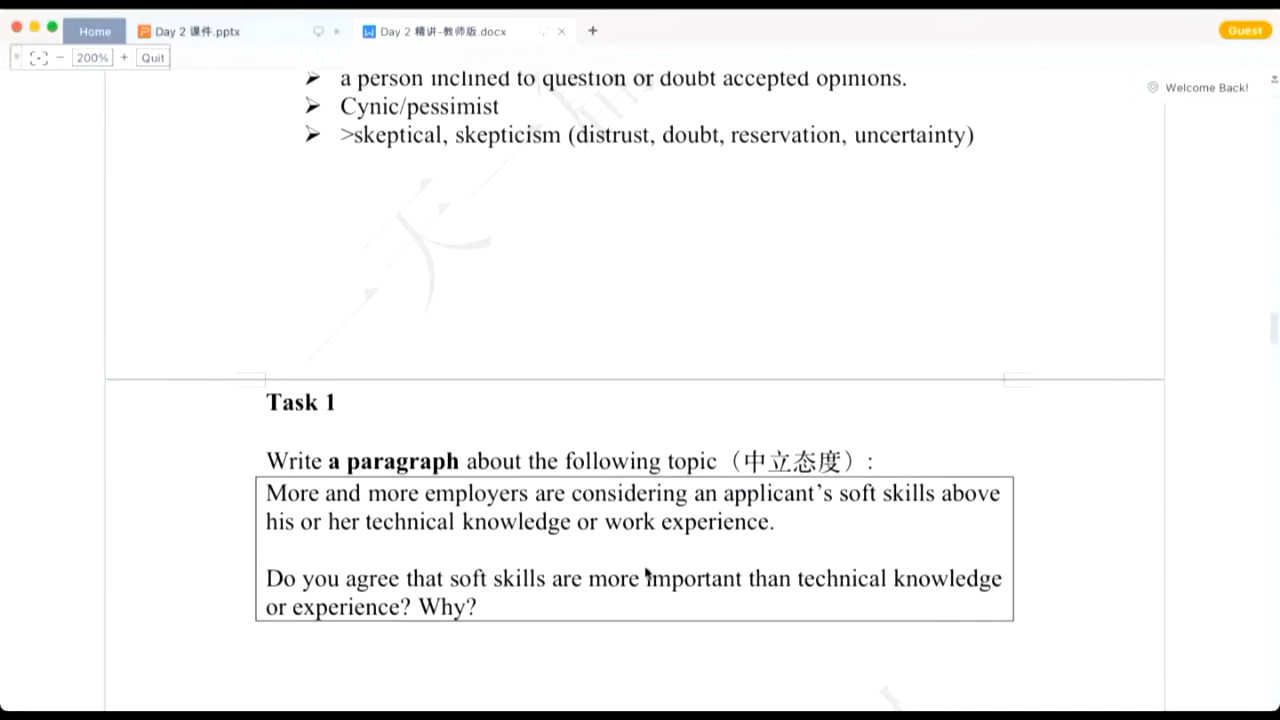 Home
Day 2 课件.pptx
Day 2 精讲-教师版.docx
Guest
200%
Quit
Welcome Back!
a person inclined to question or doubt accepted opinions.
Cynic/pessimist
>skeptical, skepticism (distrust, doubt, reservation, uncertainty)
Task 1
Write a paragraph about the following topic（中立态度）:
More and more employers are considering an applicant’s soft skills above
his or her technical knowledge or work experience.
Do you agree that soft skills are more important than technical knowledge
or experience? Why?